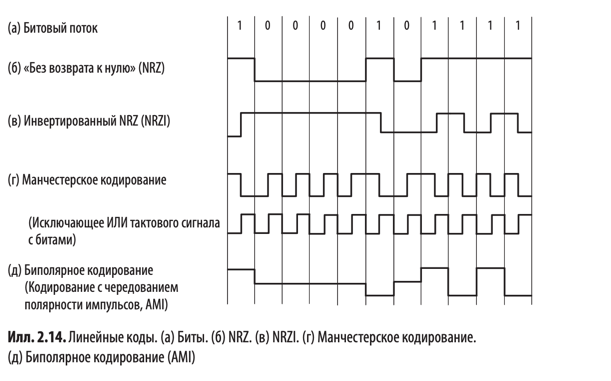 (а) Битовый поток
1 0 0 0 0 1 0 1 1 1 1
(б) «Без возврата к нулю» (NRZ)
(в) Инвертированный NRZ (NRZI)
(г) Манчестерское кодирование
(Исключающее ИЛИ тактового сигнала
с битами)
(д) Биполярное кодирование
(Кодирование с чередованием
полярности импульсов, AMI)
Илл. 2.14. Линейные коды. (а) Биты. (б) NRZ. (в) NRZI. (г) Манчестерское кодирование.
(д) Биполярное кодирование (AMI)